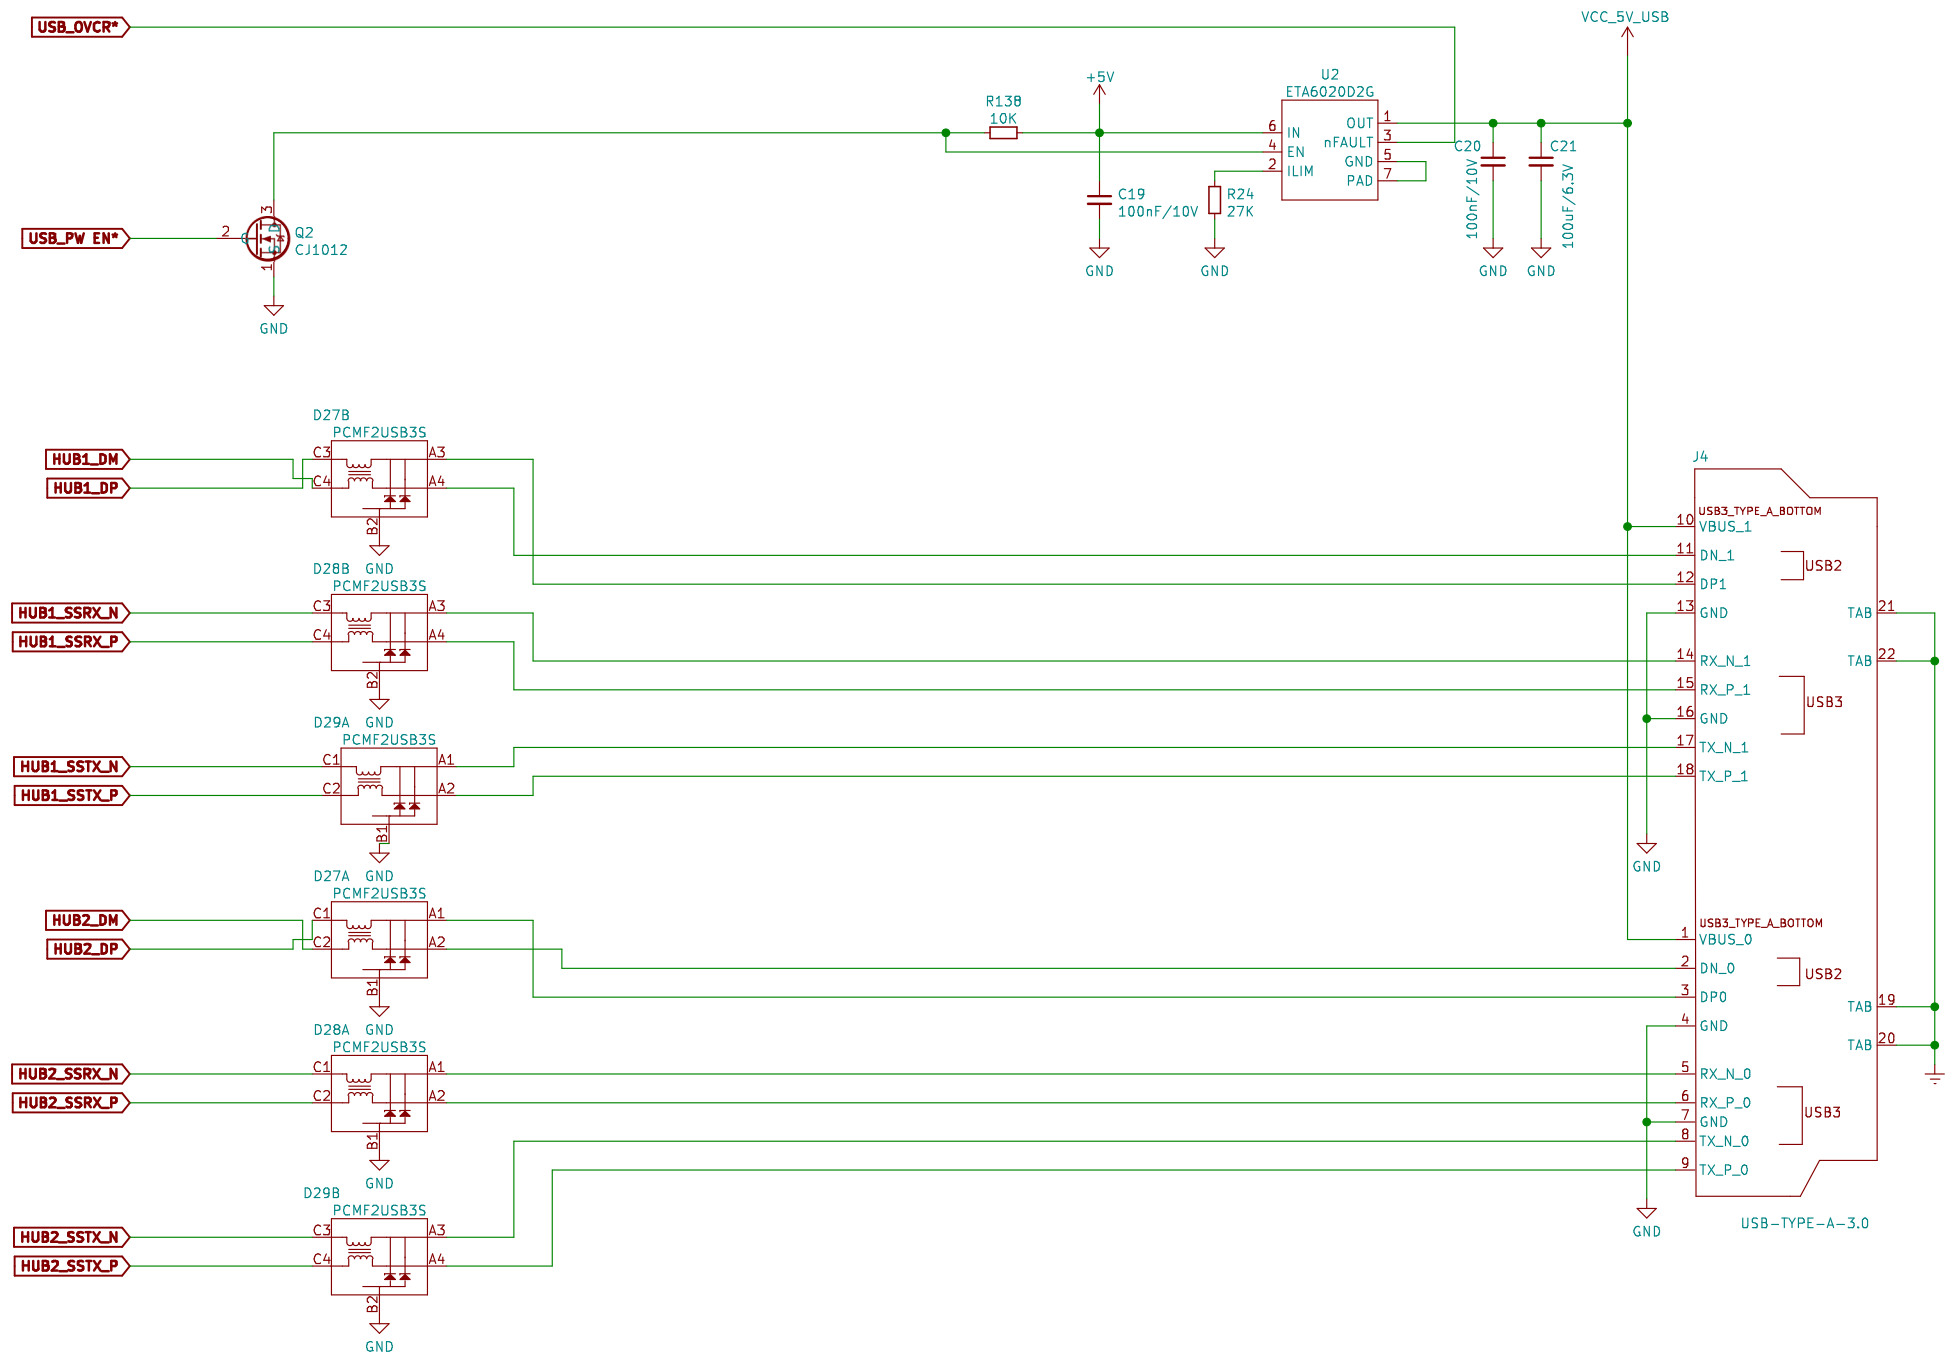 USB_OVCR*
VCC_5V_USB
+5V
U2
ETA6020D2G
R138
10K
6 IN
4 EN
2 ILIM
OUT 1
nFAULT 3
GND 5
PAD 7
C19
100nF/10V
GND
R24
27K
GND
C20
100nF/10V
GND
C21
100uF/6.3V
GND
USB_PW EN*
2
3
1
G
D
S
Q2
CJ1012
GND
D27B
PCMF2USB3S
HUB1_DM
HUB1_DP
C3
C4
A3
A4
B2
GND
D28B
PCMF2USB3S
HUB1_SSRX_N
HUB1_SSRX_P
C3
C4
A3
A4
B2
GND
D29A
PCMF2USB3S
HUB1_SSTX_N
HUB1_SSTX_P
C1
C2
A1
A2
B1
GND
D27A
PCMF2USB3S
HUB2_DM
HUB2_DP
C1
C2
A1
A2
B1
GND
D28A
PCMF2USB3S
HUB2_SSRX_N
HUB2_SSRX_P
C1
C2
A1
A2
B1
GND
D29B
PCMF2USB3S
HUB2_SSTX_N
HUB2_SSTX_P
C3
C4
A3
A4
B2
GND
J4
USB3_TYPE_A_BOTTOM
10 VBUS_1
11 DN_1
12 DP1
13 GND
14 RX_N_1
15 RX_P_1
16 GND
17 TX_N_1
18 TX_P_1
USB2
USB3
TAB 21
TAB 22
GND
USB3_TYPE_A_BOTTOM
1 VBUS_0
2 DN_0
3 DP0
4 GND
5 RX_N_0
6 RX_P_0
7 GND
8 TX_N_0
9 TX_P_0
USB2
USB3
TAB 19
TAB 20
GND
USB-TYPE-A-3.0